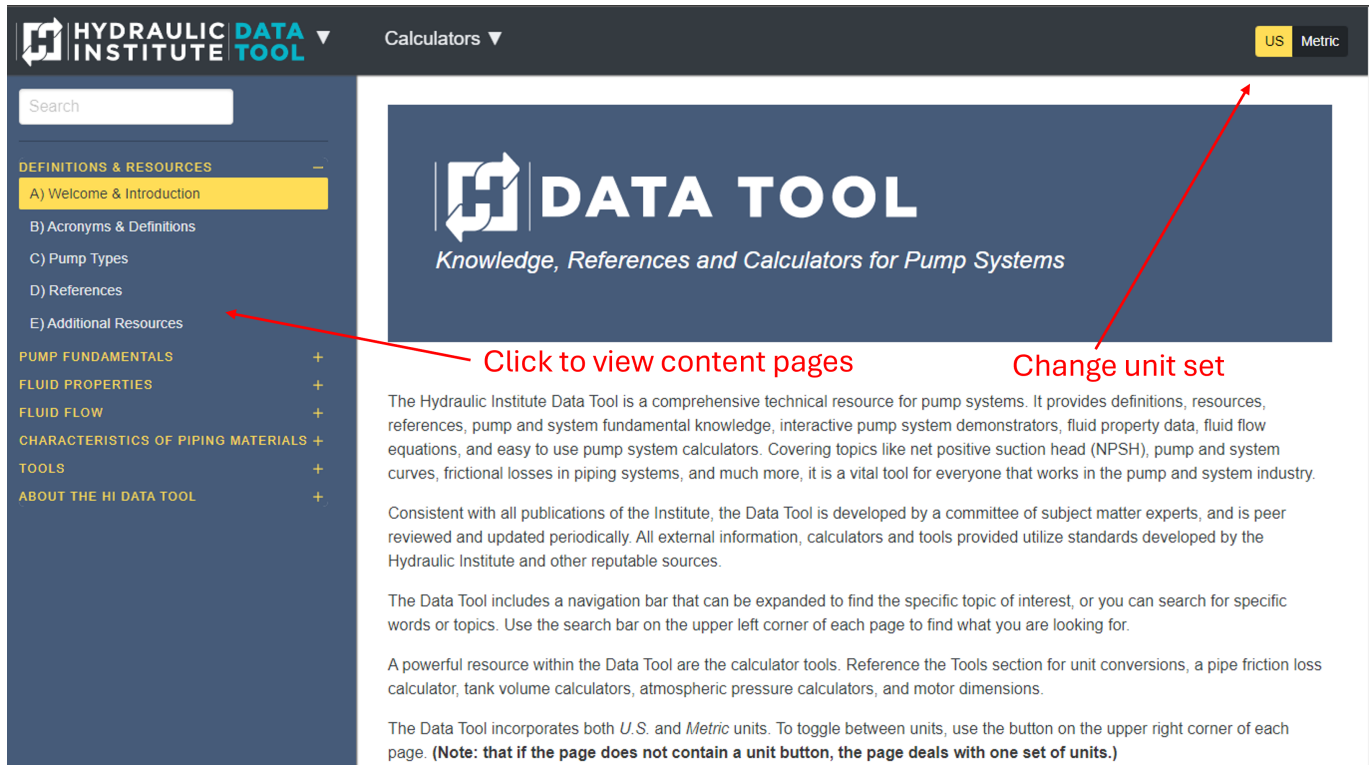 HYDRAULIC DATA ▼
INSTITUTE TOOL
Calculators ▼
US Metric
Search
DEFINITIONS & RESOURCES –
A) Welcome & Introduction
B) Acronyms & Definitions
C) Pump Types
D) References
E) Additional Resources
PUMP FUNDAMENTALS +
FLUID PROPERTIES +
FLUID FLOW +
CHARACTERISTICS OF PIPING MATERIALS +
TOOLS +
ABOUT THE HI DATA TOOL +
DATA TOOL
Knowledge, References and Calculators for Pump Systems
Click to view content pages
Change unit set
The Hydraulic Institute Data Tool is a comprehensive technical resource for pump systems. It provides definitions, resources,
references, pump and system fundamental knowledge, interactive pump system demonstrators, fluid property data, fluid flow
equations, and easy to use pump system calculators. Covering topics like net positive suction head (NPSH), pump and system
curves, frictional losses in piping systems, and much more, it is a vital tool for everyone that works in the pump and system industry.
Consistent with all publications of the Institute, the Data Tool is developed by a committee of subject matter experts, and is peer
reviewed and updated periodically. All external information, calculators and tools provided utilize standards developed by the
Hydraulic Institute and other reputable sources.
The Data Tool includes a navigation bar that can be expanded to find the specific topic of interest, or you can search for specific
words or topics. Use the search bar on the upper left corner of each page to find what you are looking for.
A powerful resource within the Data Tool are the calculator tools. Reference the Tools section for unit conversions, a pipe friction loss
calculator, tank volume calculators, atmospheric pressure calculators, and motor dimensions.
The Data Tool incorporates both U.S. and Metric units. To toggle between units, use the button on the upper right corner of each
page. (Note: that if the page does not contain a unit button, the page deals with one set of units.)